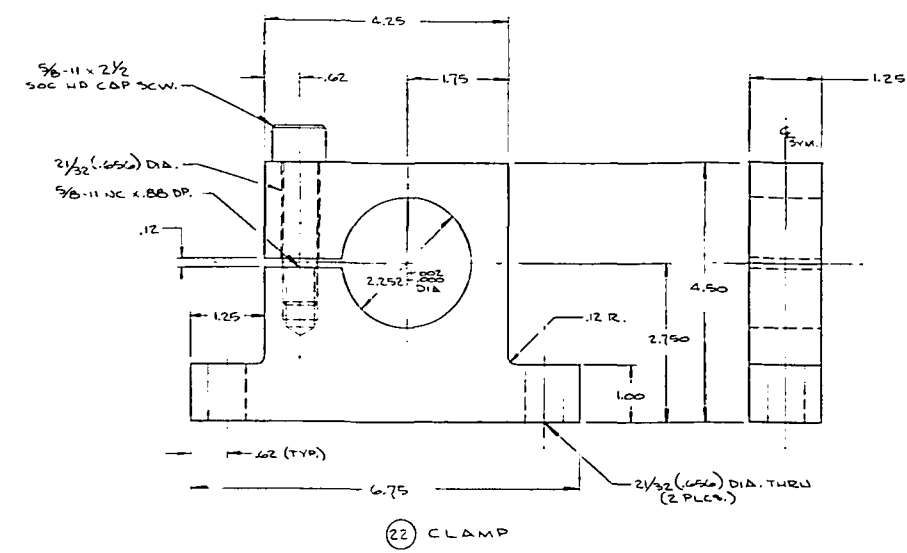 4.25
5/8-11 x 2 1/2
SOC HD CAP SCW.
.62
1.75
1.25
℄
SYM.
21/32 (.656) DIA.
5/8-11 NC x .88 DP.
.12
2.252
.002
.000
DIA
1.25
.12 R.
2.750
4.50
1.00
.62 (TYP.)
6.75
21/32 (.656) DIA. THRU
(2 PLCS.)
22 CLAMP